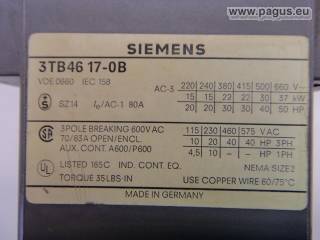 www.pagus.eu
SIEMENS
3TB46 17-0B
VDE 0660 IEC 158
AC-3 220 240 380 415 500 660 V~
15 15 22 22 30 37 kW
20 20 30 30 40 50 HP
SZ14 Ie/AC-1 80A
3POLE BREAKING 600VAC
70/63A OPEN/ENCL.
AUX. CONT. A600/P600
115 230 460 575 VAC
10 20 40 40 HP 3PH
4,5 10 – – HP 1PH
LISTED 165C IND. CONT. EQ.
NEMA SIZE 2
TORQUE 35LBS-IN USE COPPER WIRE 60/75°C
MADE IN GERMANY